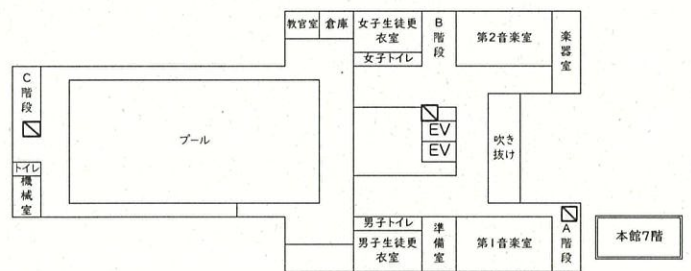 教官室
倉庫
女子生徒更
衣室
女子トイレ
B
階
段
第2音楽室
楽
器
室
C
階
段
プール
EV
EV
吹き
抜け
トイレ
機
械
室
男子トイレ
男子生徒更
衣室
準
備
室
第1音楽室
A
階
段
本館7階